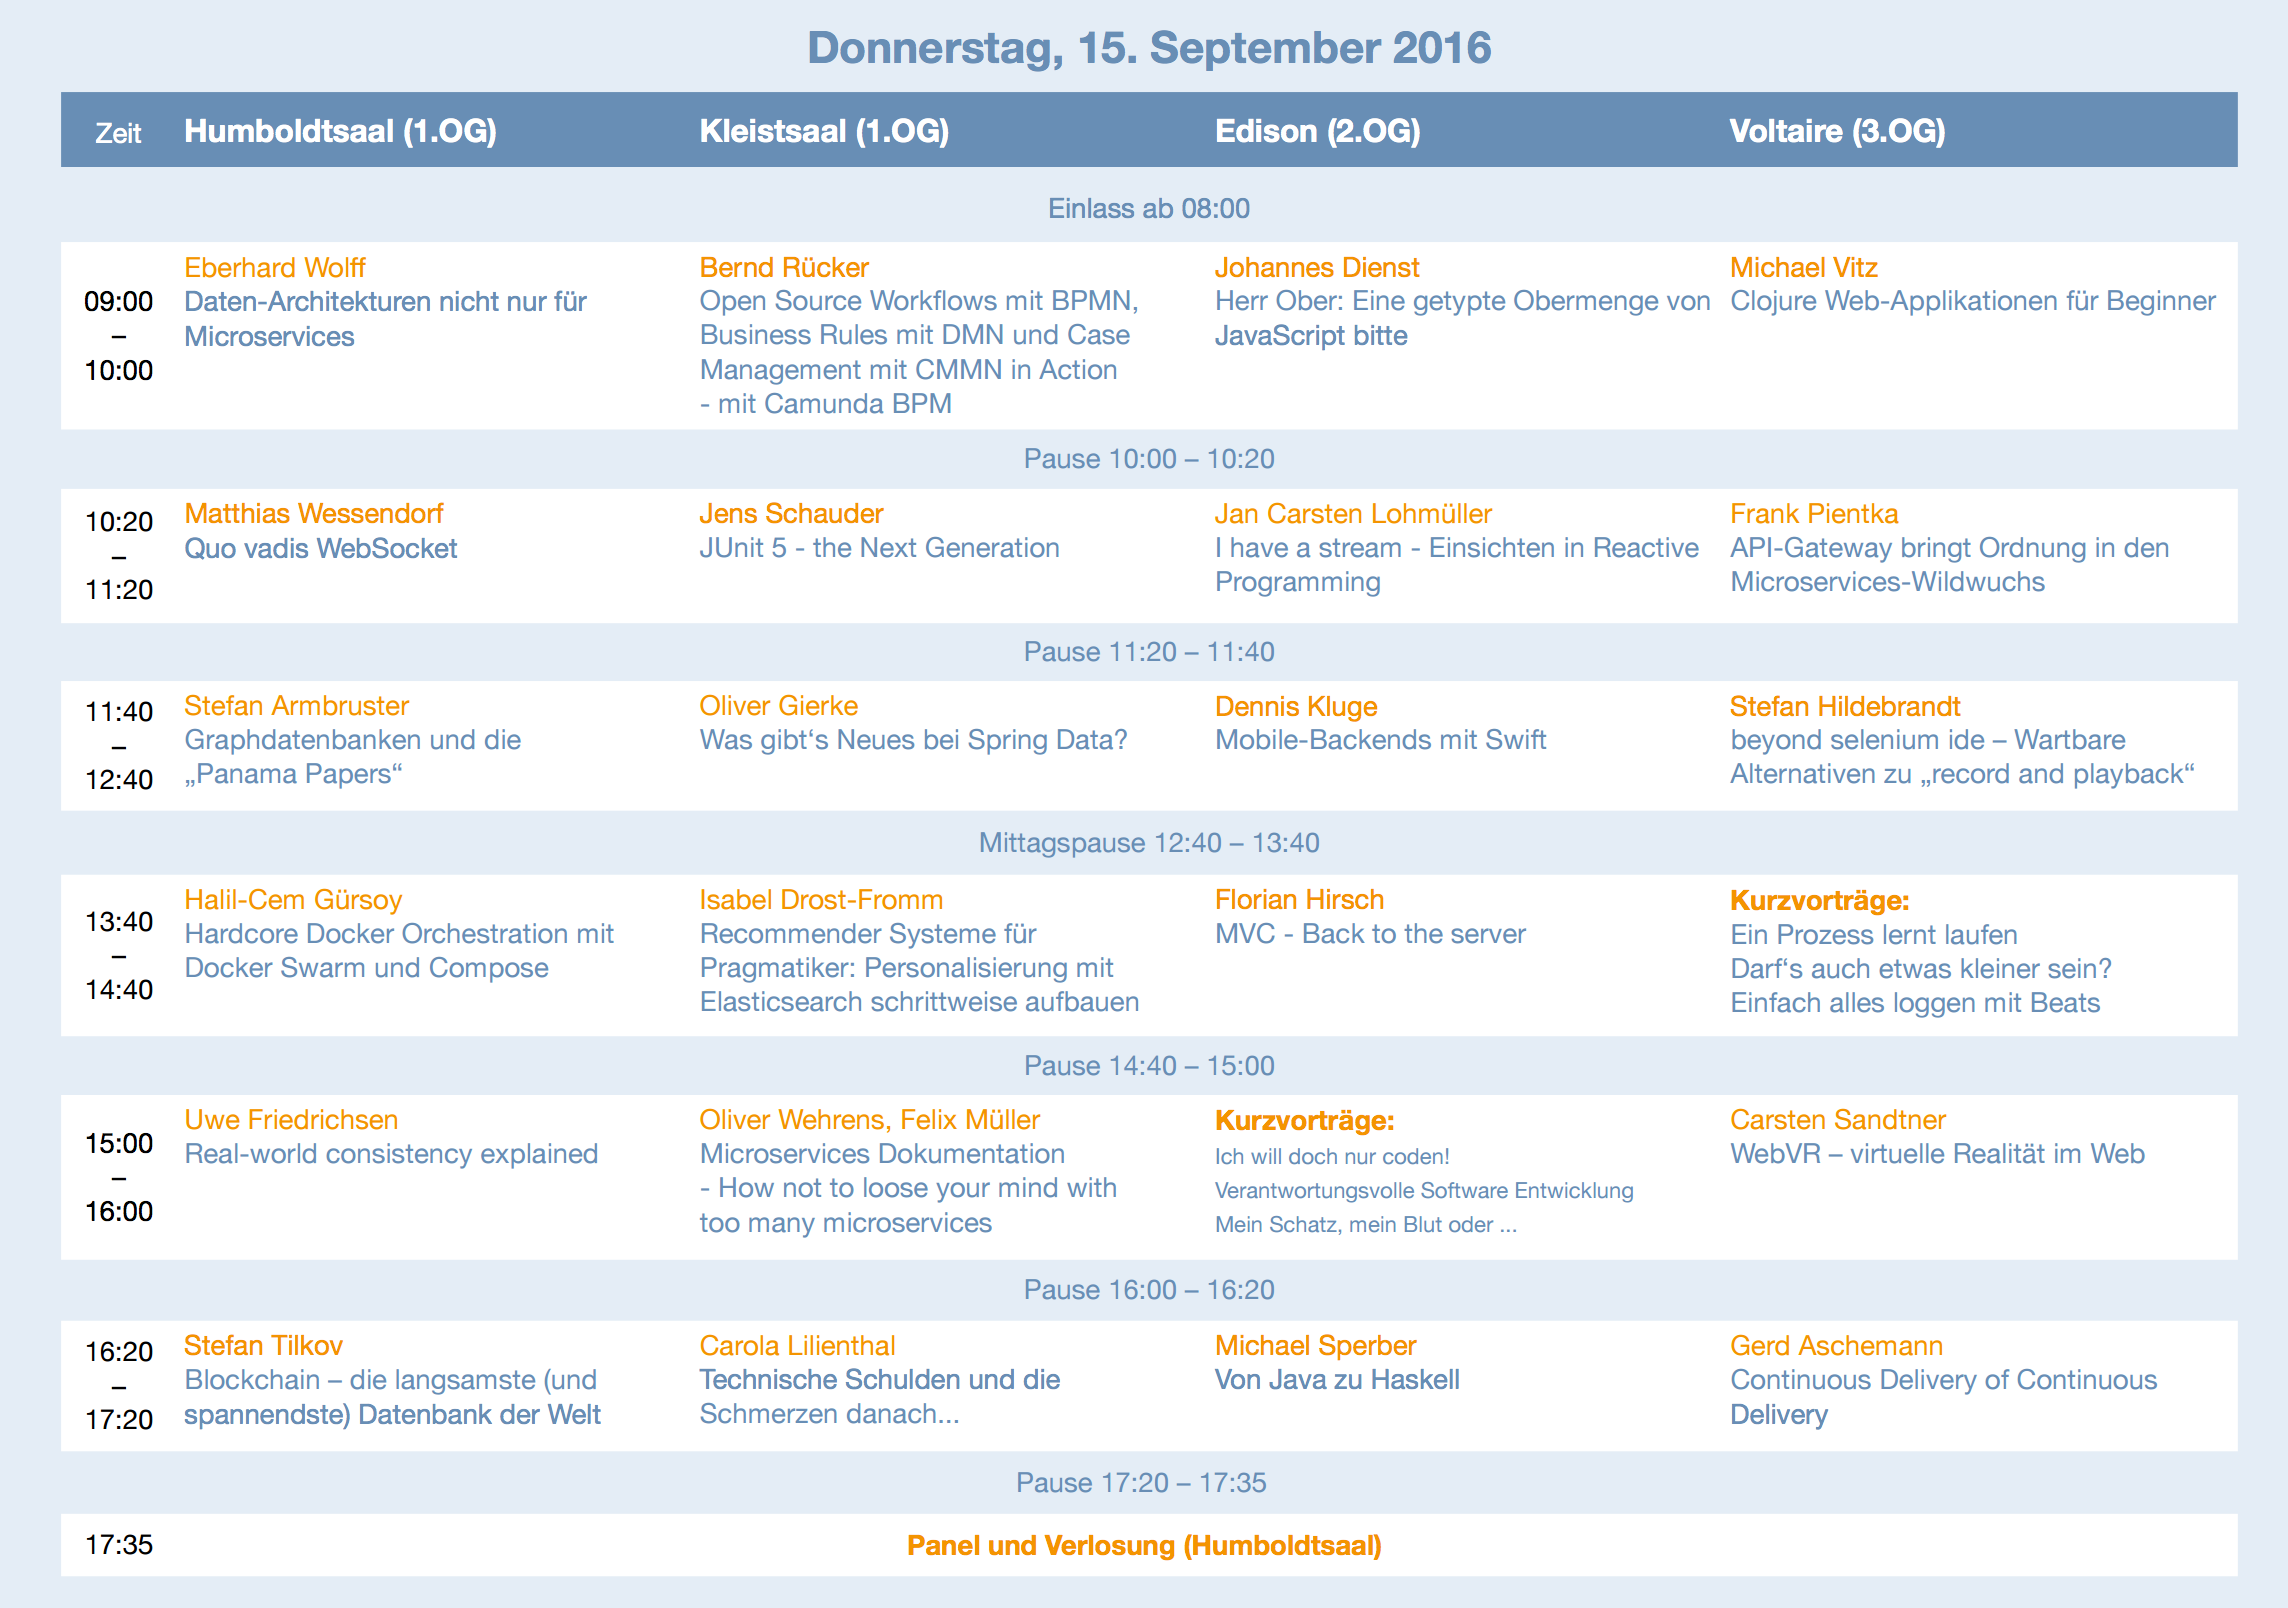 Donnerstag, 15. September 2016
Zeit
Humboldtsaal (1.OG)
Kleistsaal (1.OG)
Edison (2.OG)
Voltaire (3.OG)
Einlass ab 08:00
09:00
–
10:00
Eberhard Wolff
Daten-Architekturen nicht nur für
Microservices
Bernd Rücker
Open Source Workflows mit BPMN,
Business Rules mit DMN und Case
Management mit CMMN in Action
- mit Camunda BPM
Johannes Dienst
Herr Ober: Eine getypte Obermenge von
JavaScript bitte
Michael Vitz
Clojure Web-Applikationen für Beginner
Pause 10:00 – 10:20
10:20
–
11:20
Matthias Wessendorf
Quo vadis WebSocket
Jens Schauder
JUnit 5 - the Next Generation
Jan Carsten Lohmüller
I have a stream - Einsichten in Reactive
Programming
Frank Pientka
API-Gateway bringt Ordnung in den
Microservices-Wildwuchs
Pause 11:20 – 11:40
11:40
–
12:40
Stefan Armbruster
Graphdatenbanken und die
„Panama Papers“
Oliver Gierke
Was gibt‘s Neues bei Spring Data?
Dennis Kluge
Mobile-Backends mit Swift
Stefan Hildebrandt
beyond selenium ide – Wartbare
Alternativen zu „record and playback“
Mittagspause 12:40 – 13:40
13:40
–
14:40
Halil-Cem Gürsoy
Hardcore Docker Orchestration mit
Docker Swarm und Compose
Isabel Drost-Fromm
Recommender Systeme für
Pragmatiker: Personalisierung mit
Elasticsearch schrittweise aufbauen
Florian Hirsch
MVC - Back to the server
Kurzvorträge:
Ein Prozess lernt laufen
Darf‘s auch etwas kleiner sein?
Einfach alles loggen mit Beats
Pause 14:40 – 15:00
15:00
–
16:00
Uwe Friedrichsen
Real-world consistency explained
Oliver Wehrens, Felix Müller
Microservices Dokumentation
- How not to loose your mind with
too many microservices
Kurzvorträge:
Ich will doch nur coden!
Verantwortungsvolle Software Entwicklung
Mein Schatz, mein Blut oder ...
Carsten Sandtner
WebVR – virtuelle Realität im Web
Pause 16:00 – 16:20
16:20
–
17:20
Stefan Tilkov
Blockchain – die langsamste (und
spannendste) Datenbank der Welt
Carola Lilienthal
Technische Schulden und die
Schmerzen danach...
Michael Sperber
Von Java zu Haskell
Gerd Aschemann
Continuous Delivery of Continuous
Delivery
Pause 17:20 – 17:35
17:35
Panel und Verlosung (Humboldtsaal)